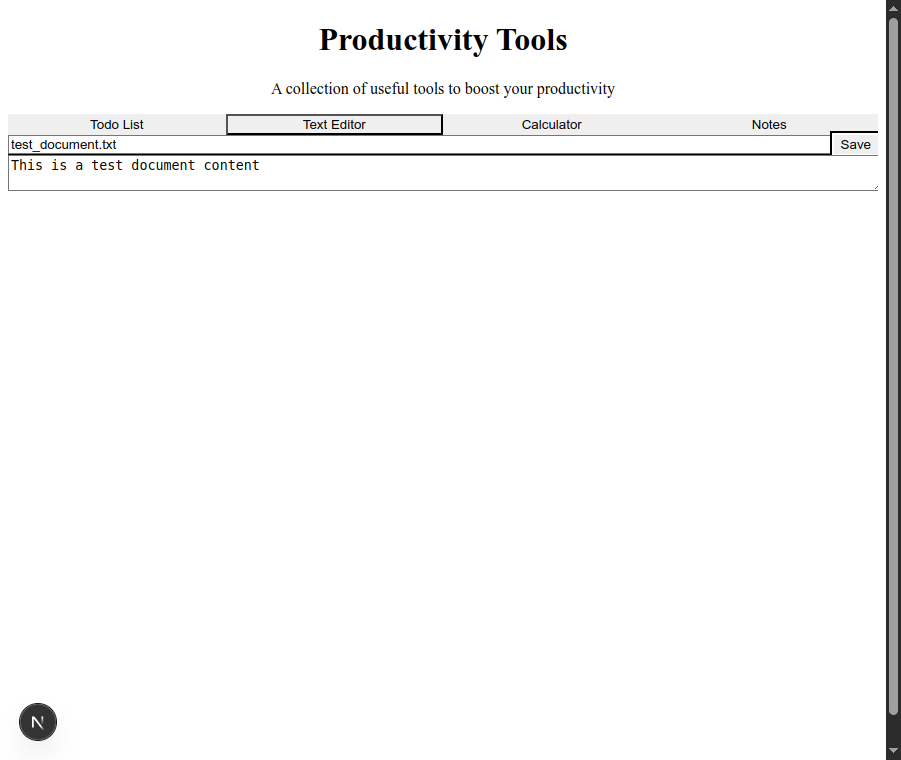 Productivity Tools
A collection of useful tools to boost your productivity
Todo List Text Editor Calculator Notes
test_document.txt Save
This is a test document content
N